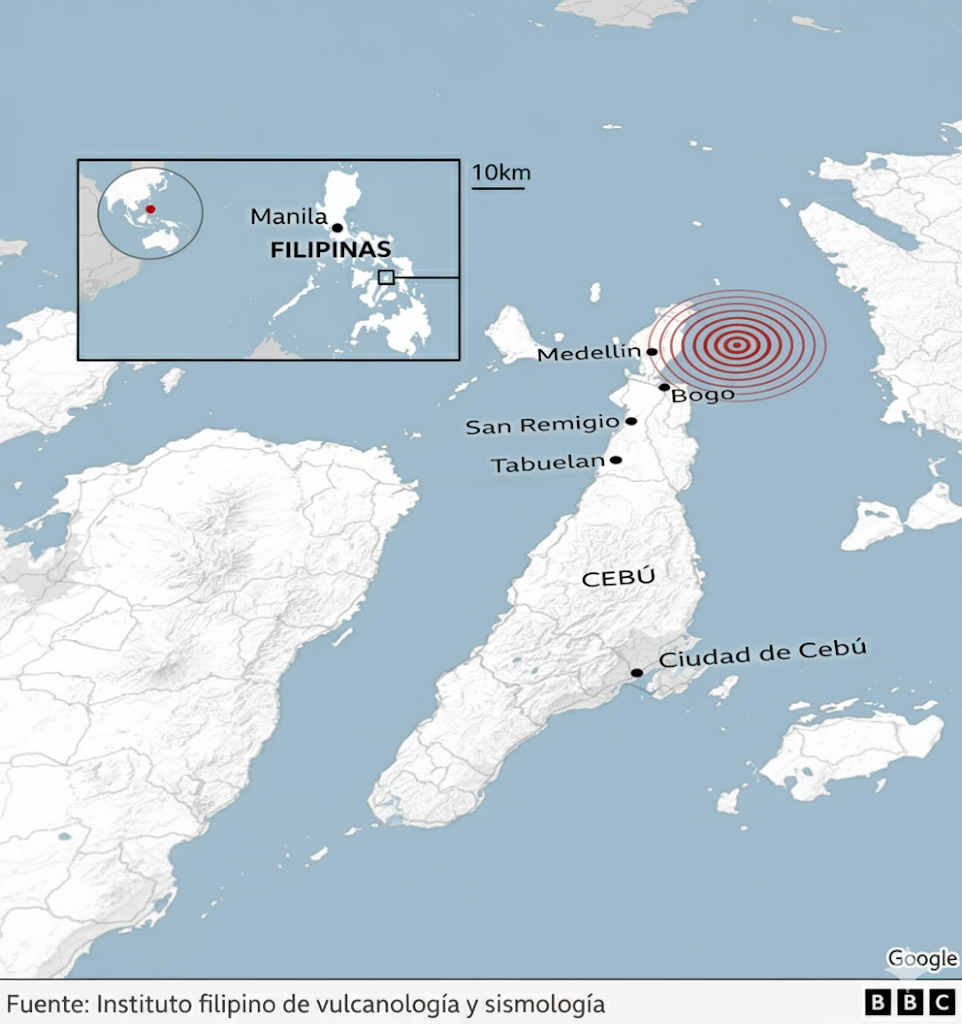 10km
Manila
FILIPINAS
Medellín
Bogo
San Remigio
Tabuelan
CEBÚ
Ciudad de Cebú
Google
Fuente: Instituto filipino de vulcanología y sismología
BBC